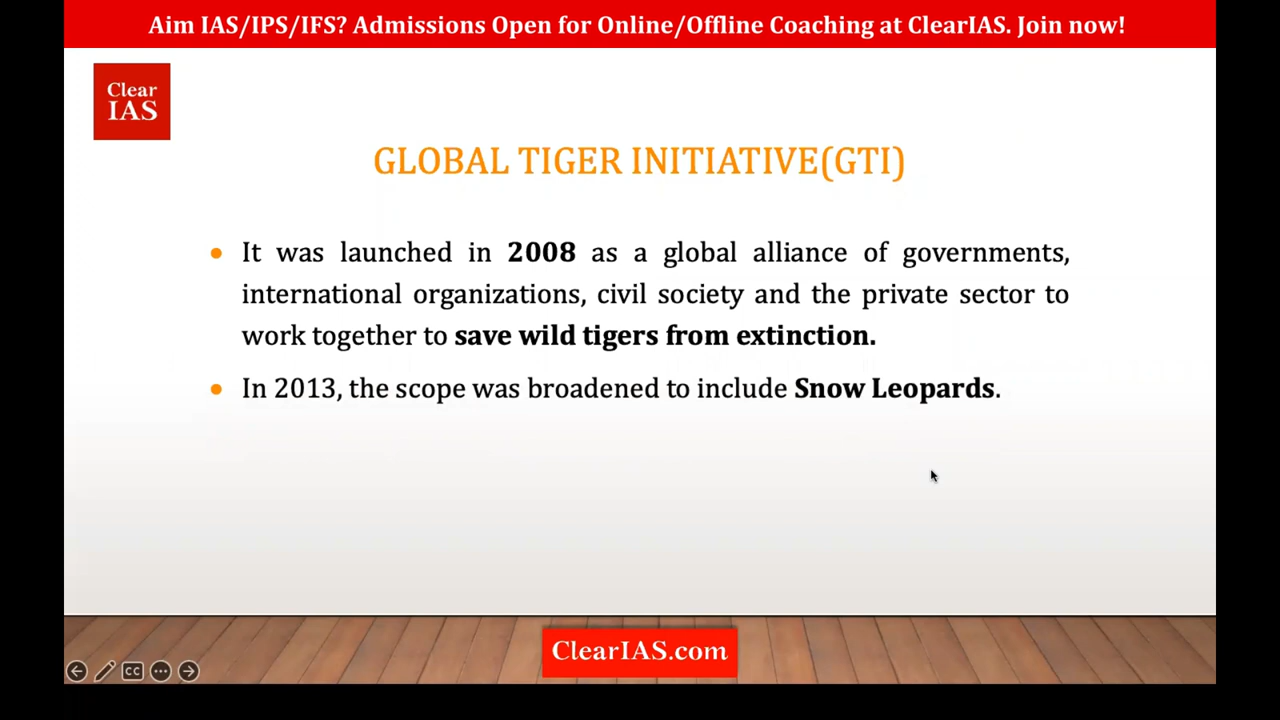 Aim IAS/IPS/IFS? Admissions Open for Online/Offline Coaching at ClearIAS. Join now!
Clear
IAS
GLOBAL TIGER INITIATIVE(GTI)
• It was launched in 2008 as a global alliance of governments,
international organizations, civil society and the private sector to
work together to save wild tigers from extinction.
• In 2013, the scope was broadened to include Snow Leopards.
ClearIAS.com
CC